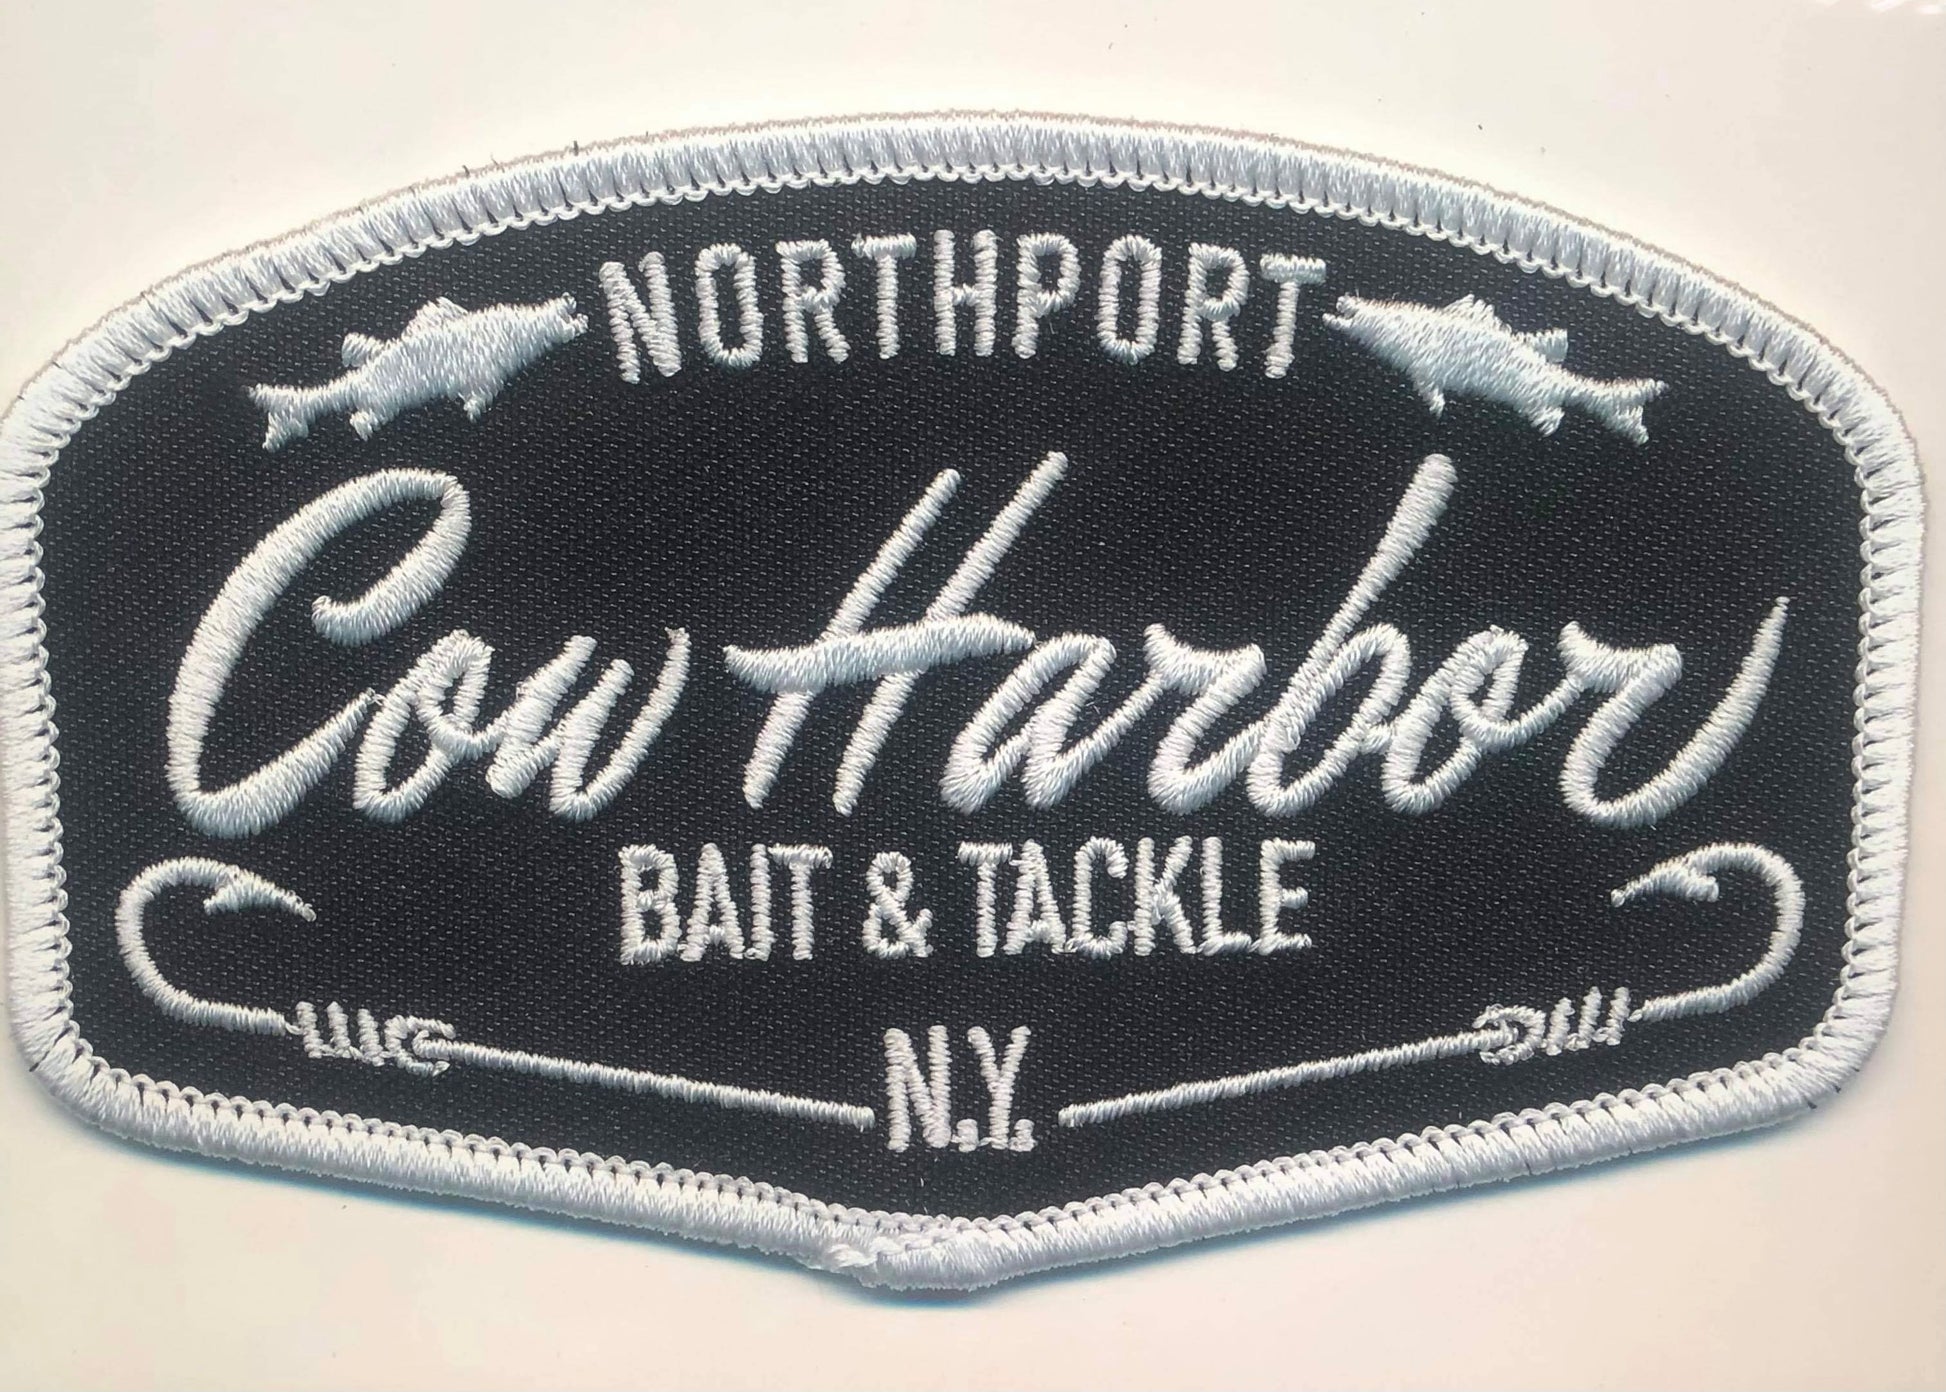 NORTHPORT
Cow Harbor
BAIT & TACKLE
N.Y.